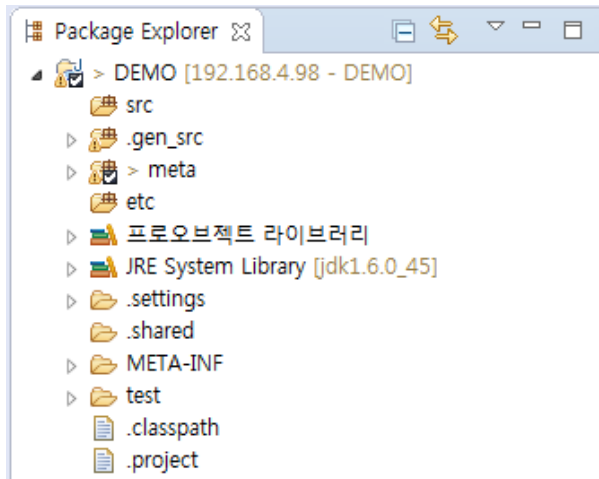 Package Explorer
> DEMO [192.168.4.98 - DEMO]
src
.gen_src
> meta
etc
프로오브젝트 라이브러리
JRE System Library [jdk1.6.0_45]
.settings
.shared
META-INF
test
.classpath
.project